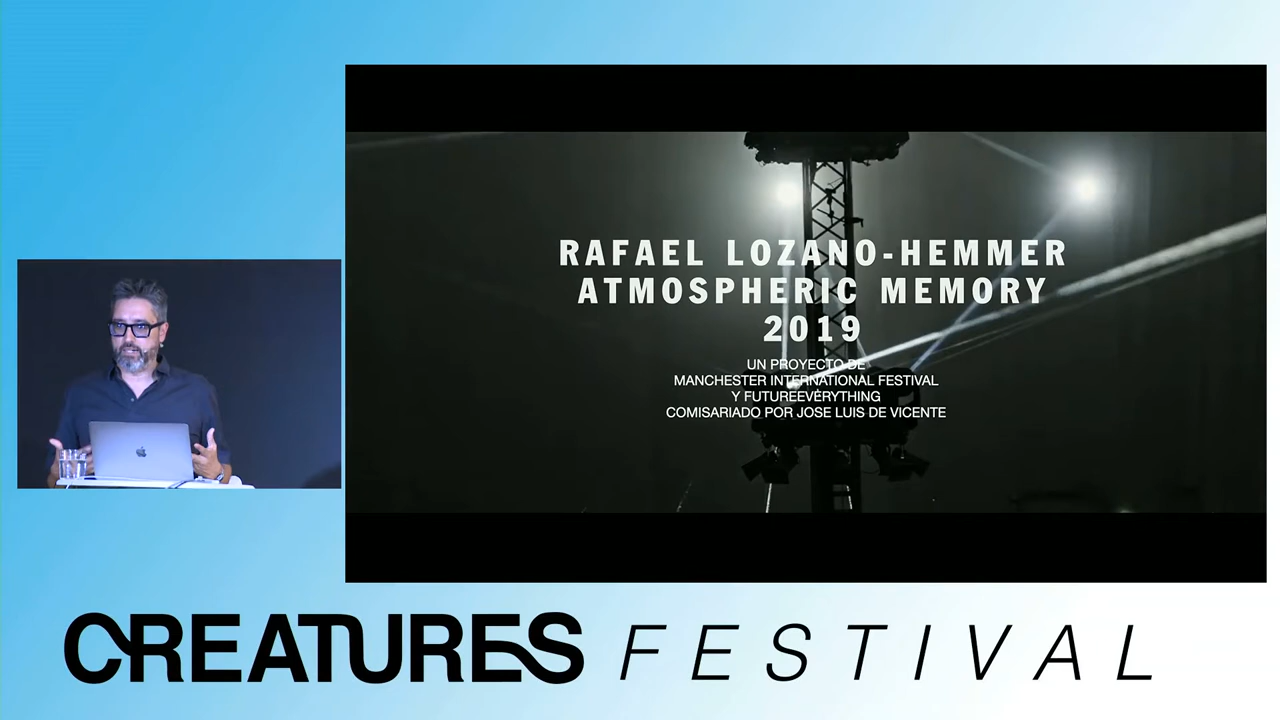 RAFAEL LOZANO-HEMMER
ATMOSPHERIC MEMORY
2019
UN PROYECTO DE
MANCHESTER INTERNATIONAL FESTIVAL
Y FUTUREEVERYTHING
COMISARIADO POR JOSE LUIS DE VICENTE
CREATURES FESTIVAL